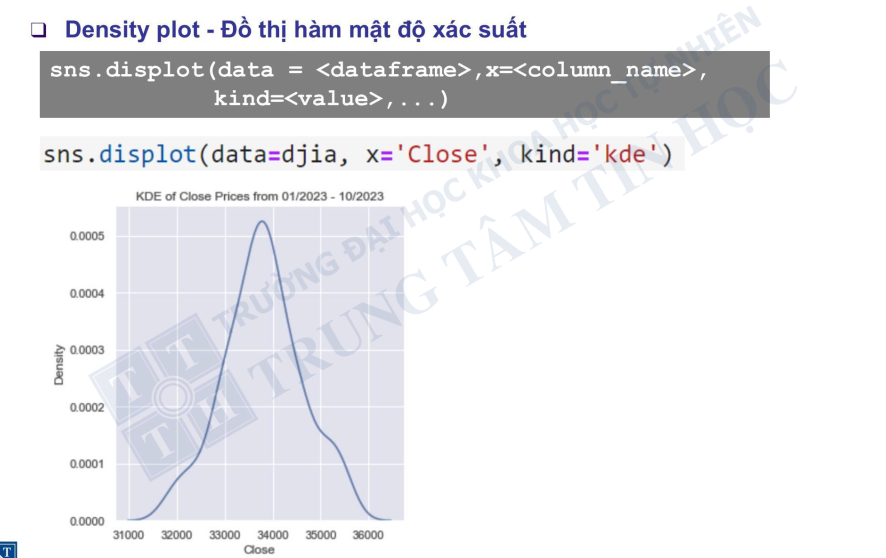 ❑ Density plot - Đồ thị hàm mật độ xác suất
sns.displot(data = <dataframe>,x=<column_name>,
kind=<value>,...)
sns.displot(data=djia, x='Close', kind='kde')
KDE of Close Prices from 01/2023 - 10/2023
0.0005
0.0004
0.0003
0.0002
0.0001
0.0000
Density
31000 32000 33000 34000 35000 36000
Close
TRƯỜNG ĐẠI HỌC KHOA HỌC TỰ NHIÊN
TRUNG TÂM TIN HỌC
T T
T H
T